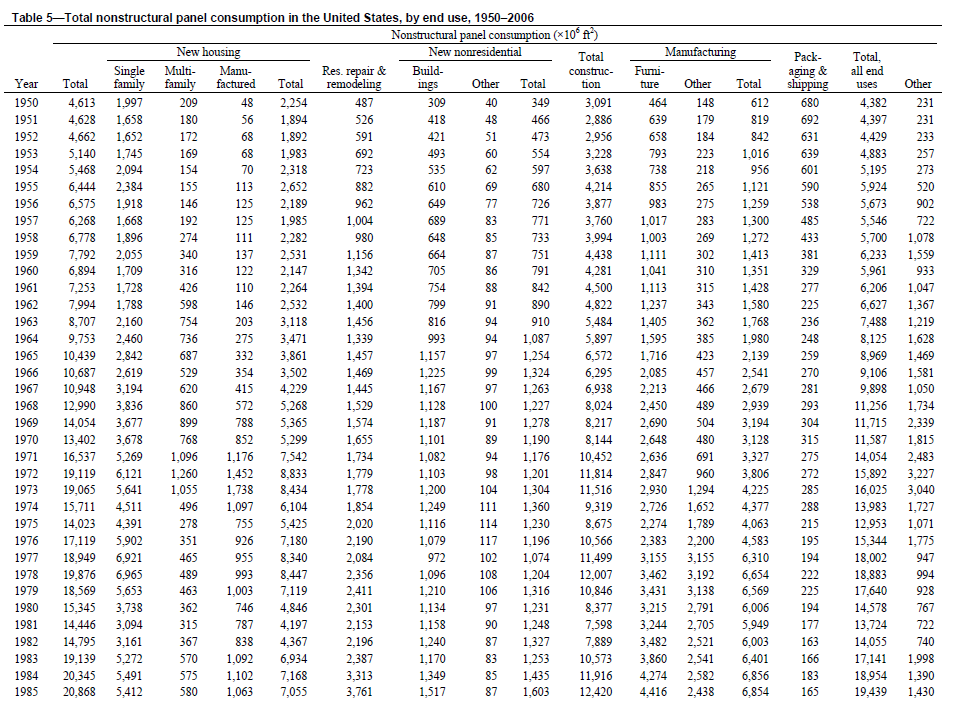 Table 5—Total nonstructural panel consumption in the United States, by end use, 1950–2006
Nonstructural panel consumption (×10⁶ ft²)
New housing New nonresidential Total Manufacturing Pack-
Single Multi- Manu- Res. repair & Build- construc- Furni- aging & Total, all end
Year Total family family factured Total remodeling ings Other Total tion ture Other Total shipping uses Other
1950 4,613 1,997 209 48 2,254 487 309 40 349 3,091 464 148 612 680 4,382 231
1951 4,628 1,658 180 56 1,894 526 418 48 466 2,886 639 179 819 692 4,397 231
1952 4,662 1,652 172 68 1,892 591 421 51 473 2,956 658 184 842 631 4,429 233
1953 5,140 1,745 169 68 1,983 692 493 60 554 3,228 793 223 1,016 639 4,883 257
1954 5,468 2,094 154 70 2,318 723 535 62 597 3,638 738 218 956 601 5,195 273
1955 6,444 2,384 155 113 2,652 882 610 69 680 4,214 855 265 1,121 590 5,924 520
1956 6,575 1,918 146 125 2,189 962 649 77 726 3,877 983 275 1,259 538 5,673 902
1957 6,268 1,668 192 125 1,985 1,004 689 83 771 3,760 1,017 283 1,300 485 5,546 722
1958 6,778 1,896 274 111 2,282 980 648 85 733 3,994 1,003 269 1,272 433 5,700 1,078
1959 7,792 2,055 340 137 2,531 1,156 664 87 751 4,438 1,111 302 1,413 381 6,233 1,559
1960 6,894 1,709 316 122 2,147 1,342 705 86 791 4,281 1,041 310 1,351 329 5,961 933
1961 7,253 1,728 426 110 2,264 1,394 754 88 842 4,500 1,113 315 1,428 277 6,206 1,047
1962 7,994 1,788 598 146 2,532 1,400 799 91 890 4,822 1,237 343 1,580 225 6,627 1,367
1963 8,707 2,160 754 203 3,118 1,456 816 94 910 5,484 1,405 362 1,768 236 7,488 1,219
1964 9,753 2,460 736 275 3,471 1,339 993 94 1,087 5,897 1,595 385 1,980 248 8,125 1,628
1965 10,439 2,842 687 332 3,861 1,457 1,157 97 1,254 6,572 1,716 423 2,139 259 8,969 1,469
1966 10,687 2,619 529 354 3,502 1,469 1,225 99 1,324 6,295 2,085 457 2,541 270 9,106 1,581
1967 10,948 3,194 620 415 4,229 1,445 1,167 97 1,263 6,938 2,213 466 2,679 281 9,898 1,050
1968 12,990 3,836 860 572 5,268 1,529 1,128 100 1,227 8,024 2,450 489 2,939 293 11,256 1,734
1969 14,054 3,677 899 788 5,365 1,574 1,187 91 1,278 8,217 2,690 504 3,194 304 11,715 2,339
1970 13,402 3,678 768 852 5,299 1,655 1,101 89 1,190 8,144 2,648 480 3,128 315 11,587 1,815
1971 16,537 5,269 1,096 1,176 7,542 1,734 1,082 94 1,176 10,452 2,636 691 3,327 275 14,054 2,483
1972 19,119 6,121 1,260 1,452 8,833 1,779 1,103 98 1,201 11,814 2,847 960 3,806 272 15,892 3,227
1973 19,065 5,641 1,055 1,738 8,434 1,778 1,200 104 1,304 11,516 2,930 1,294 4,225 285 16,025 3,040
1974 15,711 4,511 496 1,097 6,104 1,854 1,249 111 1,360 9,319 2,726 1,652 4,377 288 13,983 1,727
1975 14,023 4,391 278 755 5,425 2,020 1,116 114 1,230 8,675 2,274 1,789 4,063 215 12,953 1,071
1976 17,119 5,902 351 926 7,180 2,190 1,079 117 1,196 10,566 2,383 2,200 4,583 195 15,344 1,775
1977 18,949 6,921 465 955 8,340 2,084 972 102 1,074 11,499 3,155 3,155 6,310 194 18,002 947
1978 19,876 6,965 489 993 8,447 2,356 1,096 108 1,204 12,007 3,462 3,192 6,654 222 18,883 994
1979 18,569 5,653 463 1,003 7,119 2,411 1,210 106 1,316 10,846 3,431 3,138 6,569 225 17,640 928
1980 15,345 3,738 362 746 4,846 2,301 1,134 97 1,231 8,377 3,215 2,791 6,006 194 14,578 767
1981 14,446 3,094 315 787 4,197 2,153 1,158 90 1,248 7,598 3,244 2,705 5,949 177 13,724 722
1982 14,795 3,161 367 838 4,367 2,196 1,240 87 1,327 7,889 3,482 2,521 6,003 163 14,055 740
1983 19,139 5,272 570 1,092 6,934 2,387 1,170 83 1,253 10,573 3,860 2,541 6,401 166 17,141 1,998
1984 20,345 5,491 575 1,102 7,168 3,313 1,349 85 1,435 11,916 4,274 2,582 6,856 183 18,954 1,390
1985 20,868 5,412 580 1,063 7,055 3,761 1,517 87 1,603 12,420 4,416 2,438 6,854 165 19,439 1,430